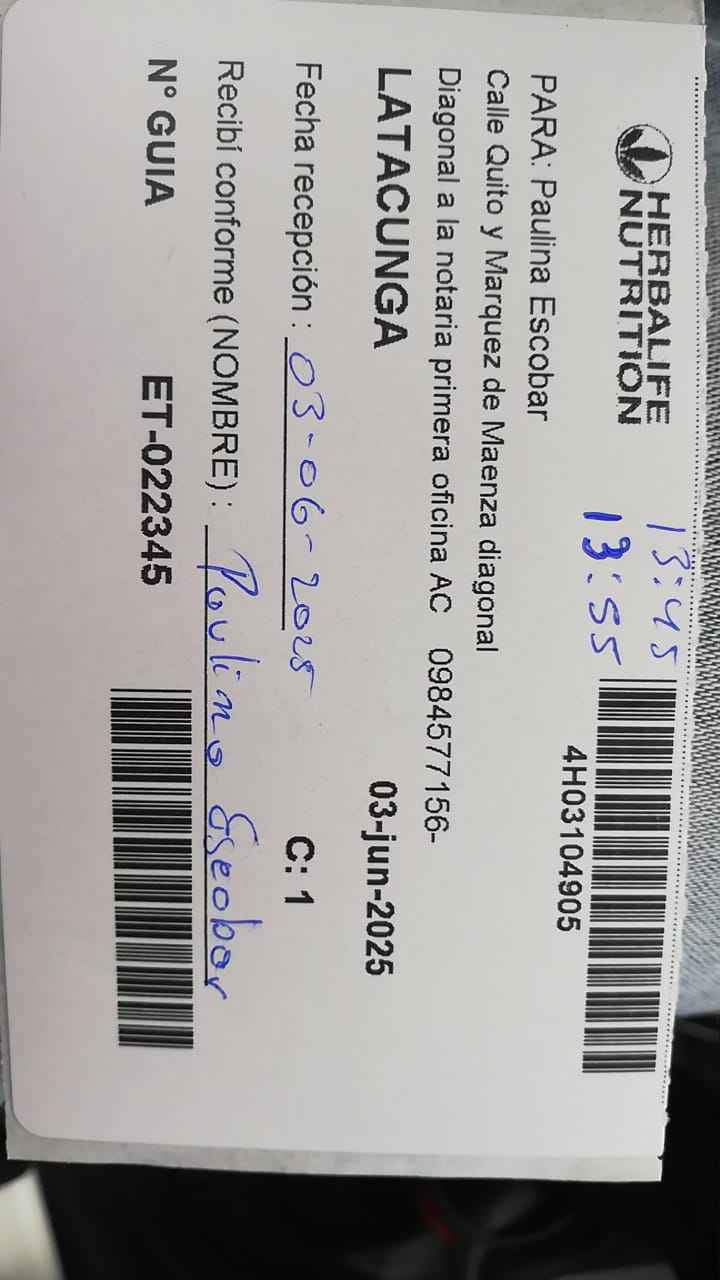 HERBALIFE
NUTRITION
13:45
13:55
4H03104905
PARA: Paulina Escobar
Calle Quito y Marquez de Maenza diagonal
Diagonal a la notaria primera oficina AC 0984577156-
LATACUNGA 03-jun-2025
Fecha recepción : 03-06-2025 C: 1
Recibí conforme (NOMBRE) : Paulina Escobar
N° GUIA ET-022345